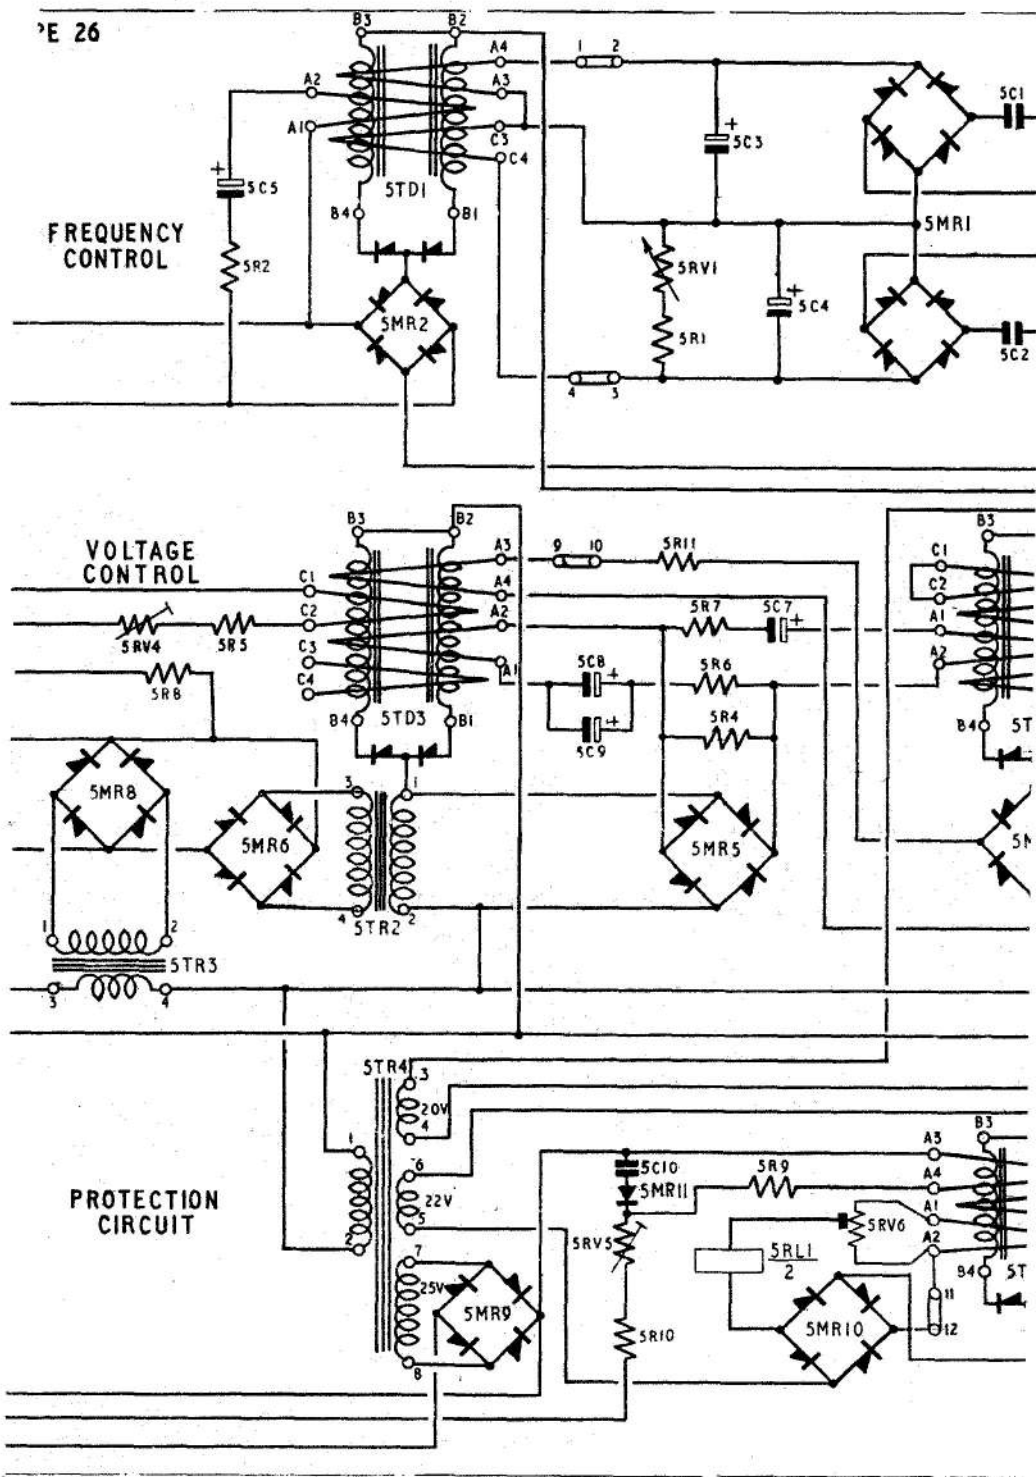 'E 26
B3 B2
A4 1 2
A2 A3
5C1
A1 C3
C4
+ 5C3
+ 5C5
5TD1
B4 B1
FREQUENCY
CONTROL
5R2
5MR1
5RV1
+ 5C4
5MR2
5R1
5C2
4 3
B3 B2
B3
VOLTAGE
CONTROL
A3 9 10 5R11
C1
C1 A4
C2
C2 A2 5R7 5C7
A1
5RV4 5R5
C3 A1 5C8 + 5R6
A2
5R8 C4
B4 5TD3 B1 5C9 + 5R4
B4 5T
5MR8
3 1
5MR6 5MR5 5M
4 2
5TR2
1 2
5TR3
3 4
5TR4 3
20V
4
B3
1 6 A3
5C10 5R9
A4
5MR11
22V
A1
PROTECTION
CIRCUIT
5
5RV5 5RV6
2 A2
7 5RL1
2
B4 5T
25V 11
5MR9 5MR10 12
5R10
8